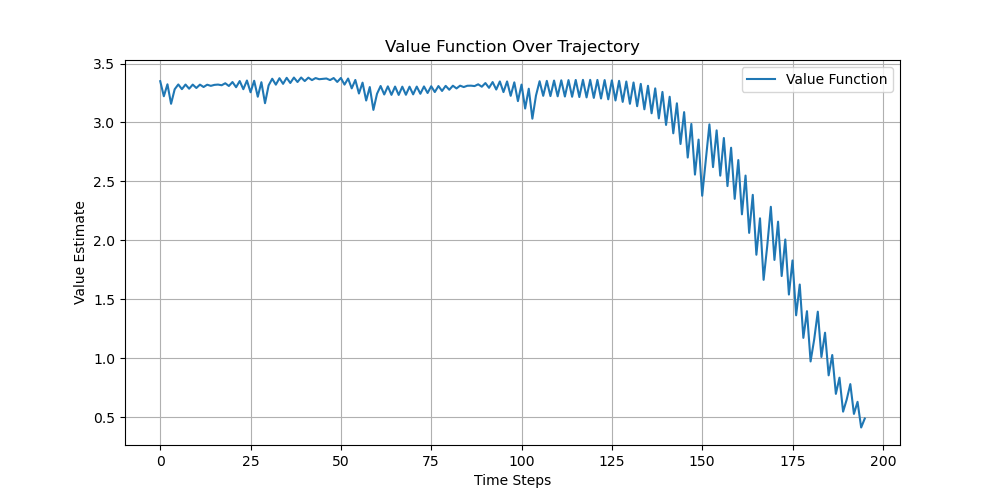 Value Function Over Trajectory
Value Function
3.5
3.0
2.5
2.0
1.5
1.0
0.5
Value Estimate
0 25 50 75 100 125 150 175 200
Time Steps